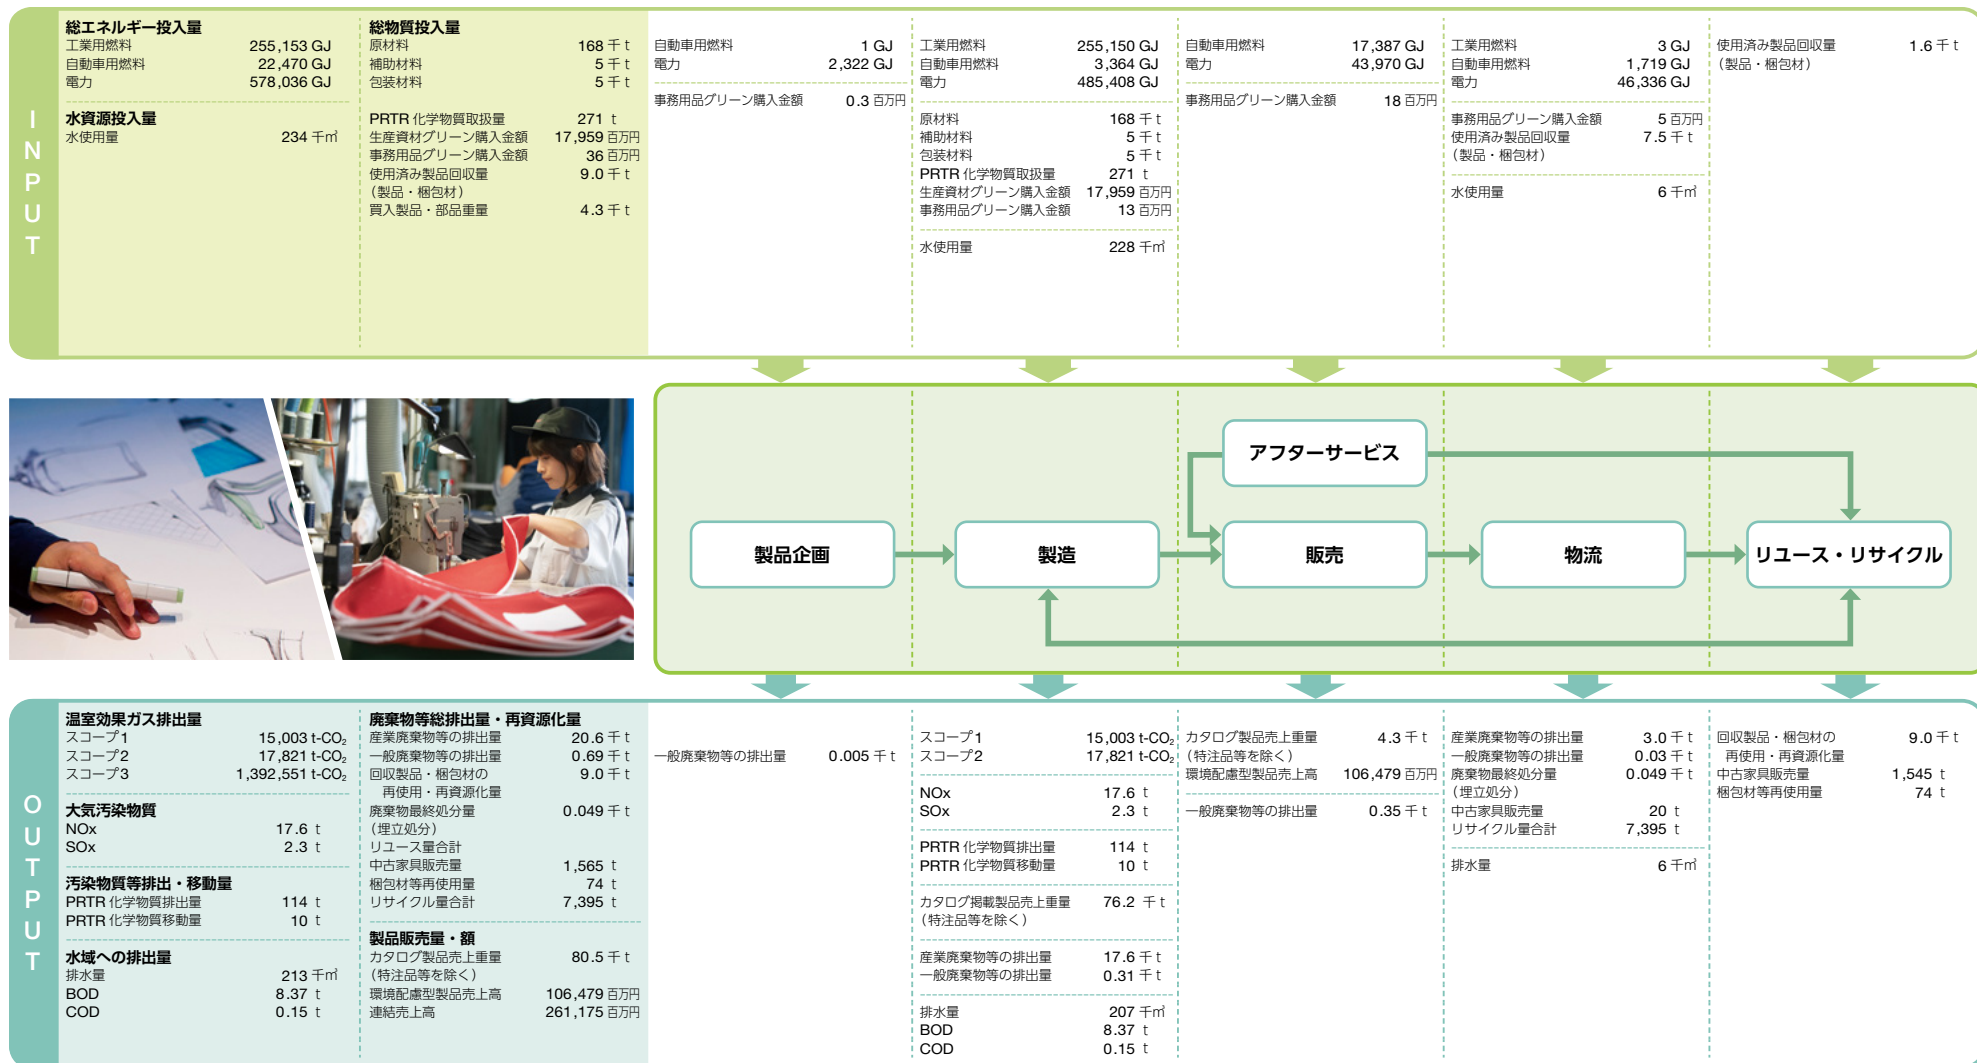 INPUT
総エネルギー投入量
工業用燃料 255,153 GJ
自動車用燃料 22,470 GJ
電力 578,036 GJ
水資源投入量
水使用量 234 千㎥
総物質投入量
原材料 168 千 t
補助材料 5 千 t
包装材料 5 千 t
PRTR 化学物質取扱量 271 t
生産資材グリーン購入金額 17,959 百万円
事務用品グリーン購入金額 36 百万円
使用済み製品回収量 9.0 千 t
(製品・梱包材)
買入製品・部品重量 4.3 千 t
自動車用燃料 1 GJ
電力 2,322 GJ
事務用品グリーン購入金額 0.3 百万円
工業用燃料 255,150 GJ
自動車用燃料 3,364 GJ
電力 485,408 GJ
原材料 168 千 t
補助材料 5 千 t
包装材料 5 千 t
PRTR 化学物質取扱量 271 t
生産資材グリーン購入金額 17,959 百万円
事務用品グリーン購入金額 13 百万円
水使用量 228 千㎥
自動車用燃料 17,387 GJ
電力 43,970 GJ
事務用品グリーン購入金額 18 百万円
工業用燃料 3 GJ
自動車用燃料 1,719 GJ
電力 46,336 GJ
事務用品グリーン購入金額 5 百万円
使用済み製品回収量 7.5 千 t
(製品・梱包材)
水使用量 6 千㎥
使用済み製品回収量 1.6 千 t
(製品・梱包材)
アフターサービス
製品企画
製造
販売
物流
リユース・リサイクル
OUTPUT
温室効果ガス排出量
スコープ1 15,003 t-CO₂
スコープ2 17,821 t-CO₂
スコープ3 1,392,551 t-CO₂
大気汚染物質
NOx 17.6 t
SOx 2.3 t
汚染物質等排出・移動量
PRTR 化学物質排出量 114 t
PRTR 化学物質移動量 10 t
水域への排出量
排水量 213 千㎥
BOD 8.37 t
COD 0.15 t
廃棄物等総排出量・再資源化量
産業廃棄物等の排出量 20.6 千 t
一般廃棄物等の排出量 0.69 千 t
回収製品・梱包材の 9.0 千 t
再使用・再資源化量
廃棄物最終処分量 0.049 千 t
(埋立処分)
リユース量合計
中古家具販売量 1,565 t
梱包材等再使用量 74 t
リサイクル量合計 7,395 t
製品販売量・額
カタログ製品売上重量 80.5 千 t
(特注品等を除く)
環境配慮型製品売上高 106,479 百万円
連結売上高 261,175 百万円
一般廃棄物等の排出量 0.005 千 t
スコープ1 15,003 t-CO₂
スコープ2 17,821 t-CO₂
NOx 17.6 t
SOx 2.3 t
PRTR 化学物質排出量 114 t
PRTR 化学物質移動量 10 t
カタログ掲載製品売上重量 76.2 千 t
(特注品等を除く)
産業廃棄物等の排出量 17.6 千 t
一般廃棄物等の排出量 0.31 千 t
排水量 207 千㎥
BOD 8.37 t
COD 0.15 t
カタログ製品売上重量 4.3 千 t
(特注品等を除く)
環境配慮型製品売上高 106,479 百万円
一般廃棄物等の排出量 0.35 千 t
産業廃棄物等の排出量 3.0 千 t
一般廃棄物等の排出量 0.03 千 t
廃棄物最終処分量 0.049 千 t
(埋立処分)
中古家具販売量 20 t
リサイクル量合計 7,395 t
排水量 6 千㎥
回収製品・梱包材の 9.0 千 t
再使用・再資源化量
中古家具販売量 1,545 t
梱包材等再使用量 74 t